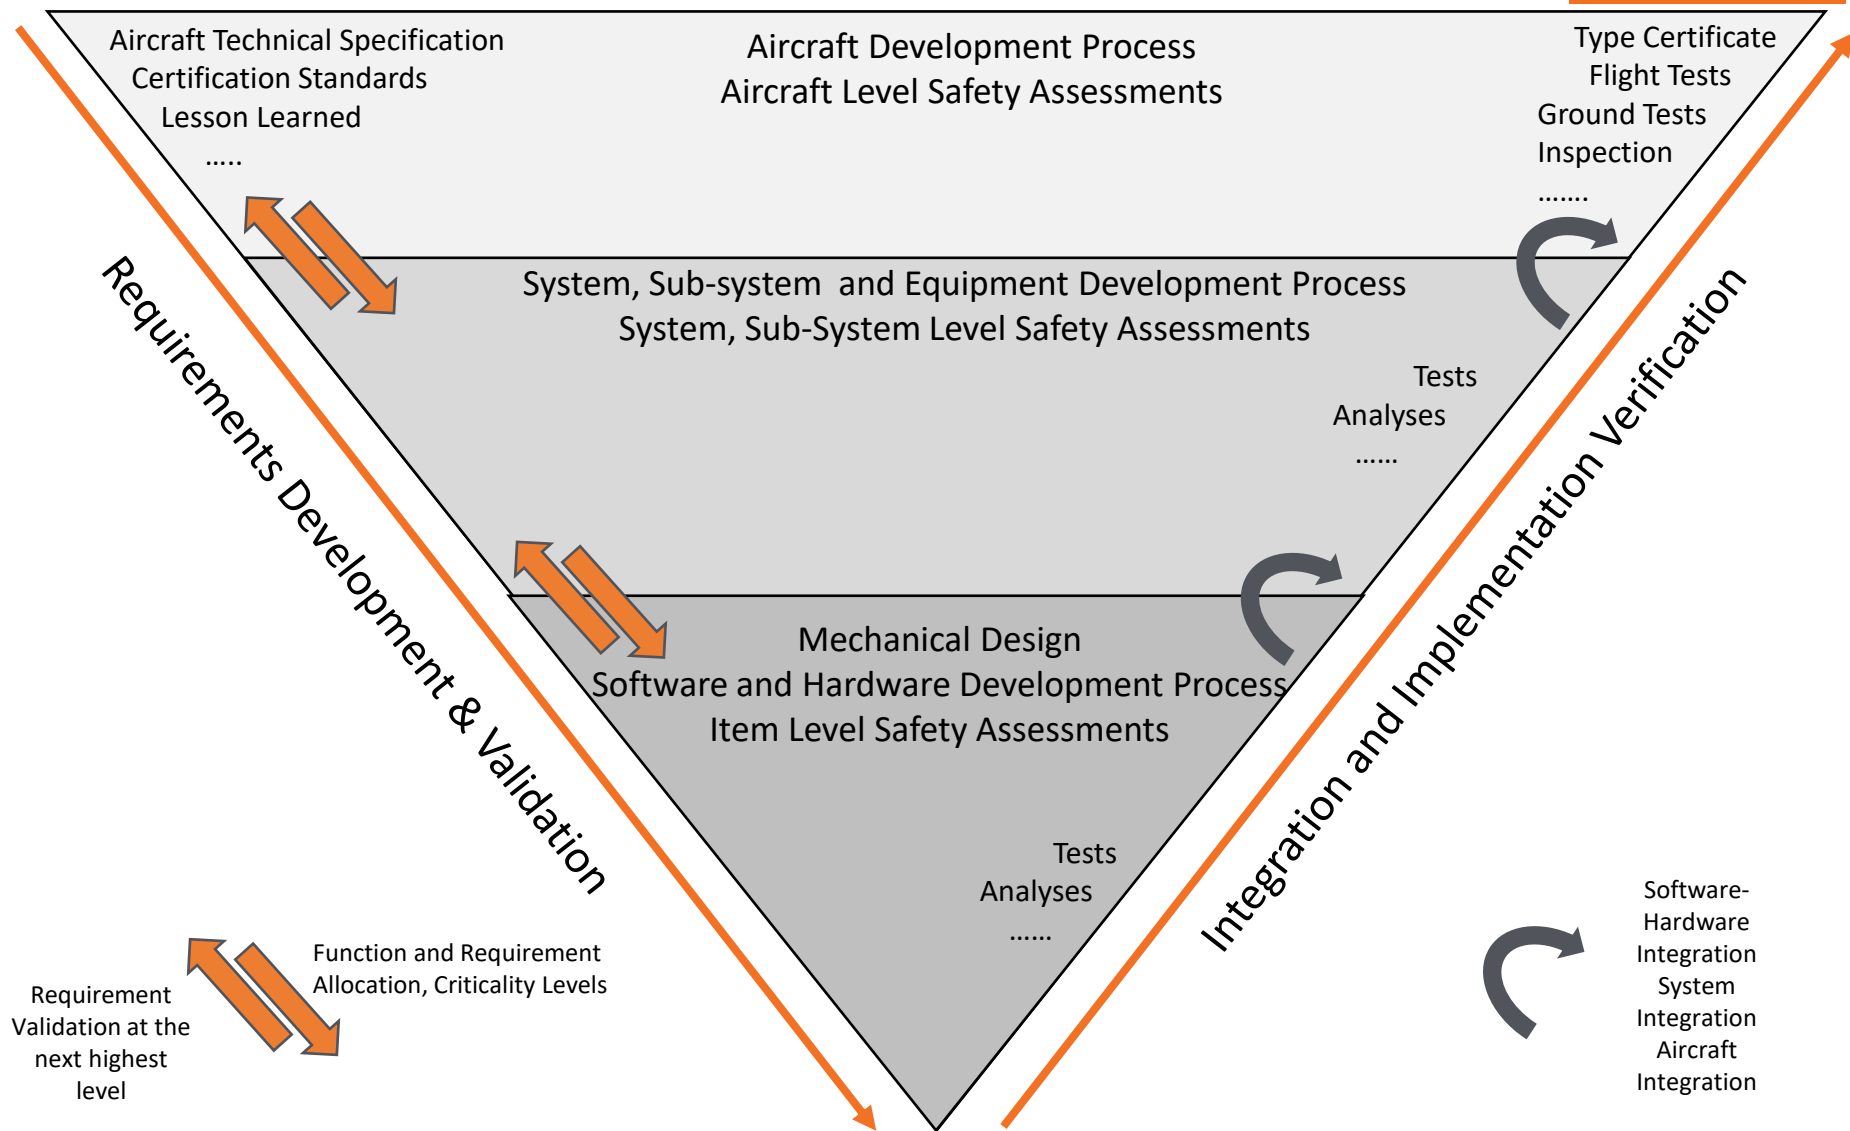 Aircraft Technical Specification
Certification Standards
Lesson Learned
.....
Aircraft Development Process
Aircraft Level Safety Assessments
Type Certificate
Flight Tests
Ground Tests
Inspection
.......
System, Sub-system and Equipment Development Process
System, Sub-System Level Safety Assessments
Tests
Analyses
......
Mechanical Design
Software and Hardware Development Process
Item Level Safety Assessments
Tests
Analyses
......
Requirements Development & Validation
Integration and Implementation Verification
Requirement
Validation at the
next highest
level
Function and Requirement
Allocation, Criticality Levels
Software-
Hardware
Integration
System
Integration
Aircraft
Integration